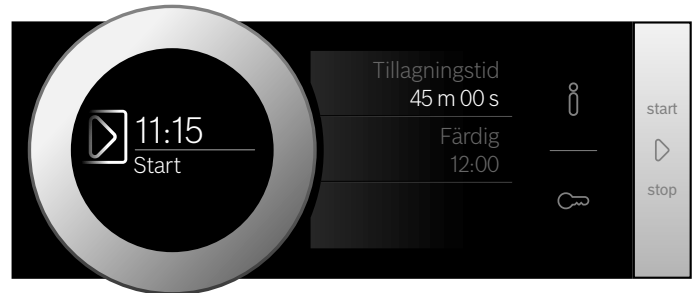 11:15
Start
Tillagningstid
45 m 00 s
Färdig
12:00
start
stop